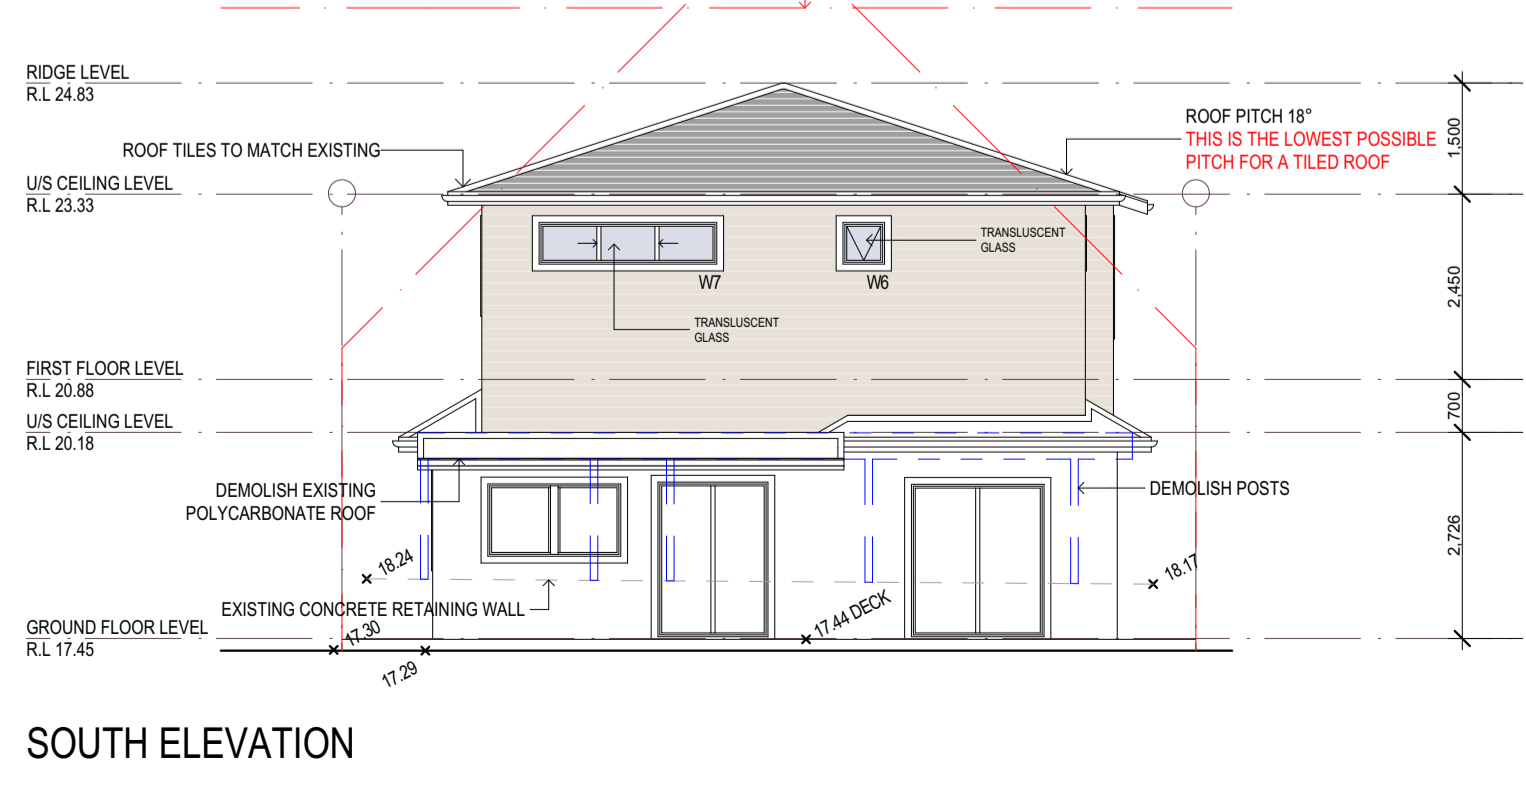 RIDGE LEVEL
R.L 24.83
ROOF PITCH 18°
THIS IS THE LOWEST POSSIBLE
PITCH FOR A TILED ROOF
1,500
ROOF TILES TO MATCH EXISTING
U/S CEILING LEVEL
R.L 23.33
TRANSLUSCENT
GLASS
W7
W6
2,450
TRANSLUSCENT
GLASS
FIRST FLOOR LEVEL
R.L 20.88
700
U/S CEILING LEVEL
R.L 20.18
DEMOLISH EXISTING
POLYCARBONATE ROOF
DEMOLISH POSTS
2,726
18.24
18.17
EXISTING CONCRETE RETAINING WALL
17.44 DECK
GROUND FLOOR LEVEL
R.L 17.45
17.30
17.29
SOUTH ELEVATION